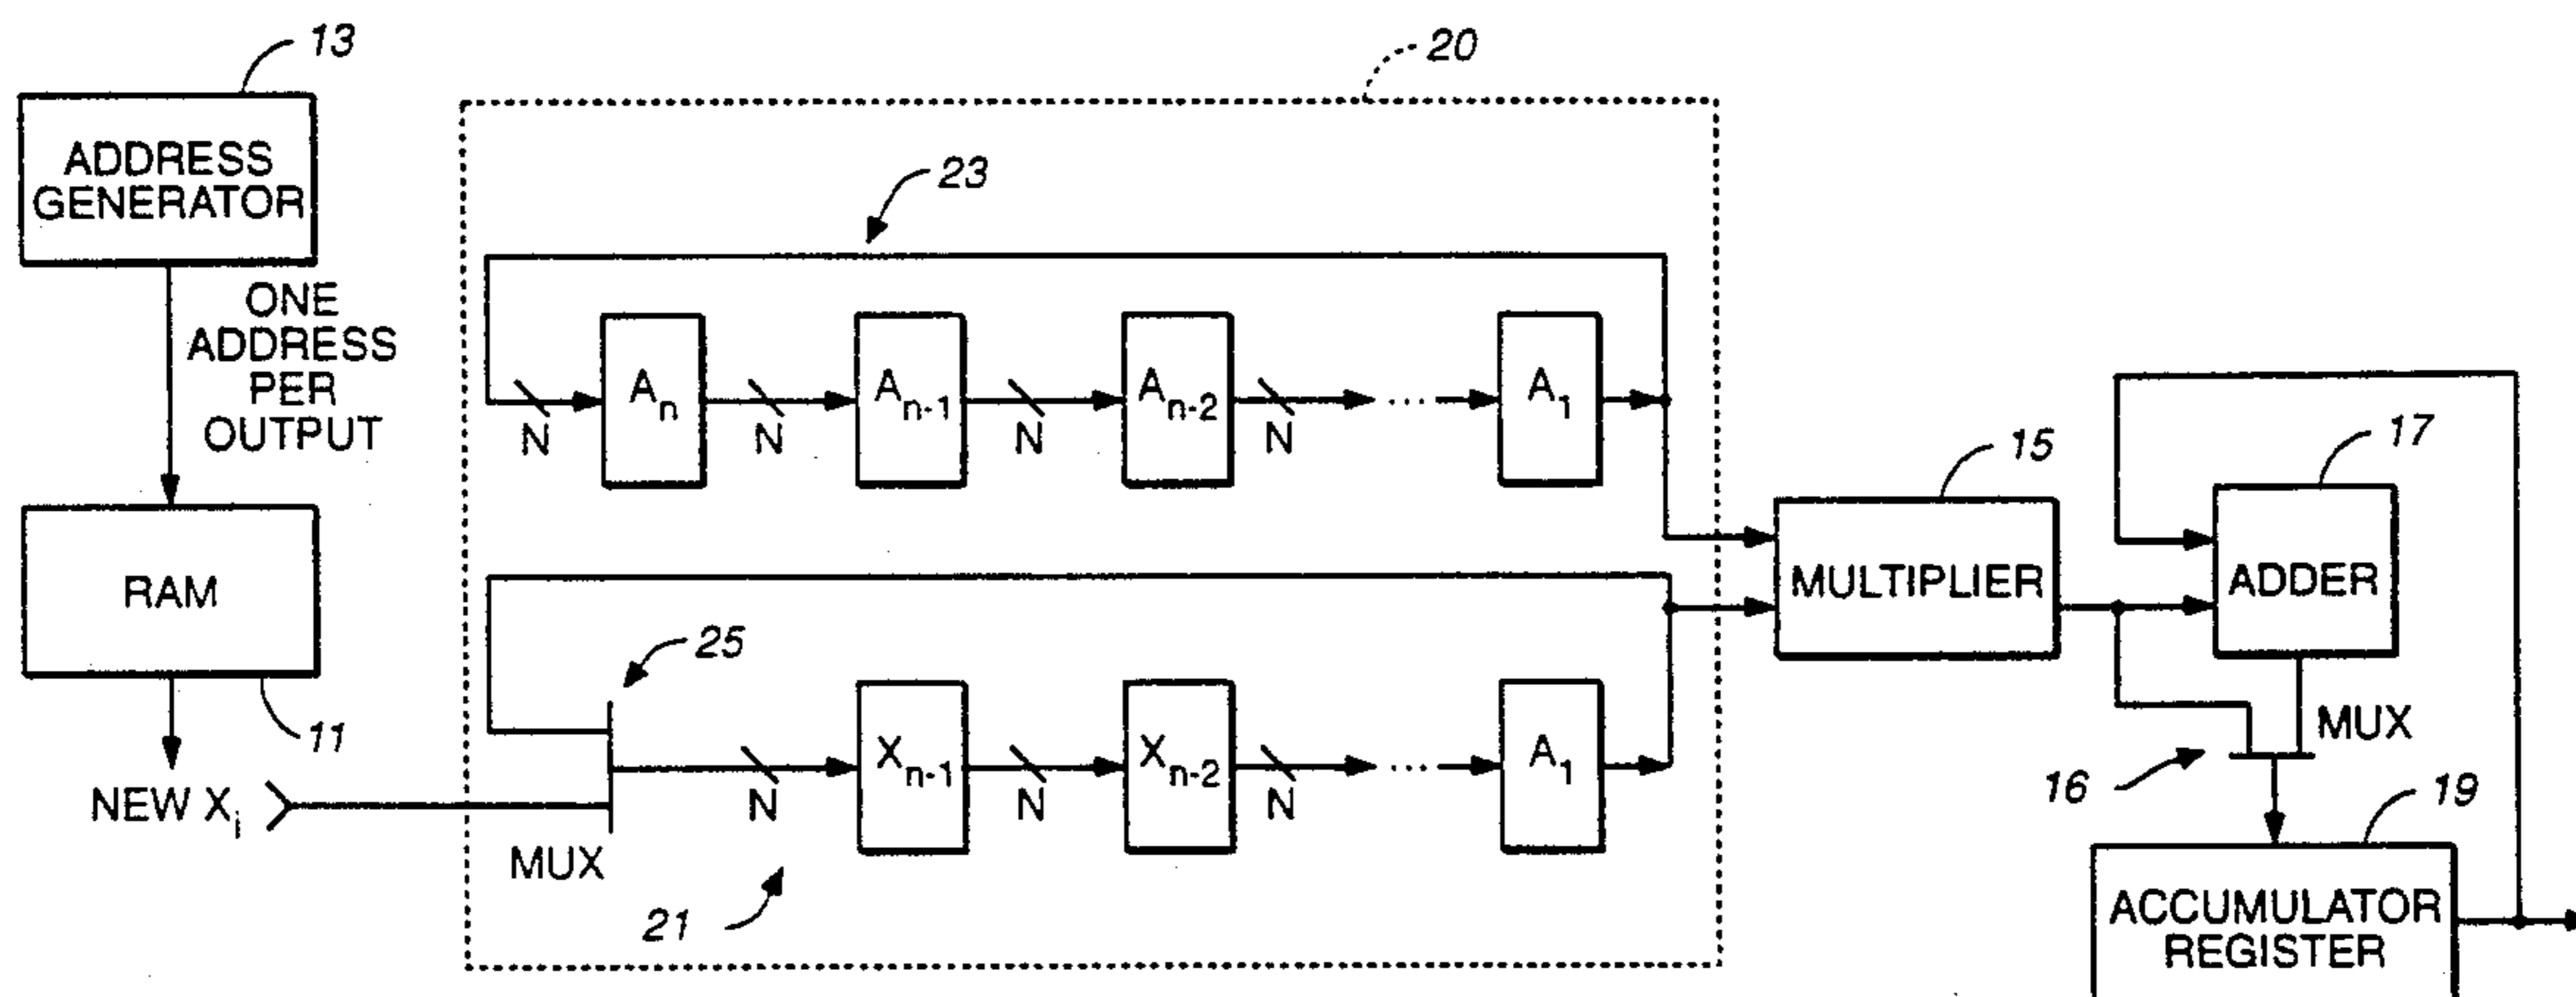 13
20
ADDRESS
GENERATOR
23
ONE
ADDRESS
PER
OUTPUT
N
Aₙ
N
Aₙ₋₁
N
Aₙ₋₂
N
...
A₁
15
17
RAM
MULTIPLIER
ADDER
25
11
NEW Xᵢ
MUX
N
Xₙ₋₁
N
Xₙ₋₂
N
...
A₁
MUX
16
19
21
ACCUMULATOR
REGISTER